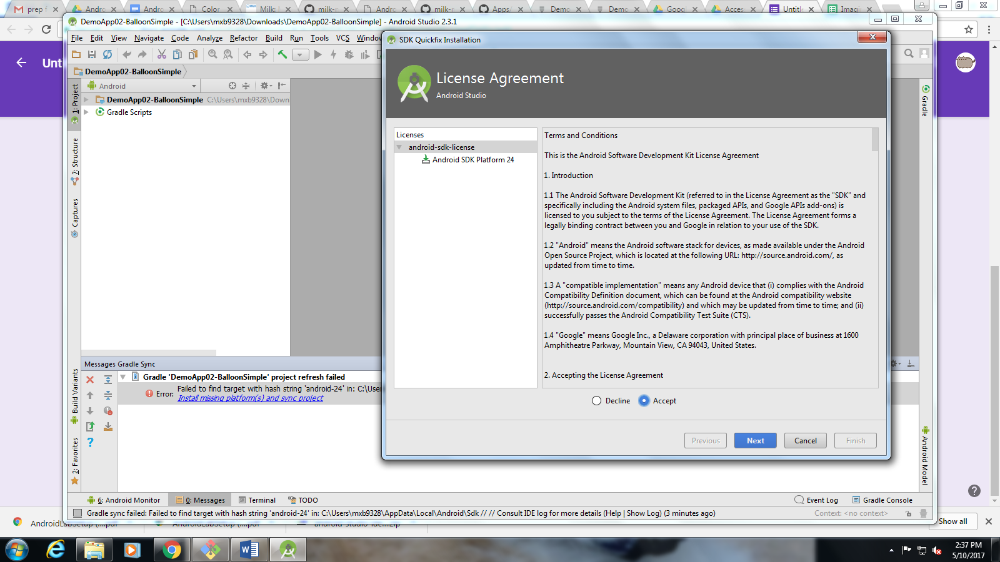 prep f
Androi
Androi
Color
Milk:
milk-
Androi
milk-
Apps/
Demo
Demo
Googl
Acces
Untitl
Imagin
DemoApp02-BalloonSimple - [C:\Users\mxb9328\Downloads\DemoApp02-BalloonSimple] - Android Studio 2.3.1
File Edit View Navigate Code Analyze Refactor Build Run Tools VCS Window
SDK Quickfix Installation
Unt
DemoApp02-BalloonSimple
Android
DemoApp02-BalloonSimple C:\Users\mxb9328\Down
Gradle Scripts
1: Project
7: Structure
Captures
Build Variants
2: Favorites
License Agreement
Android Studio
Licenses
android-sdk-license
Android SDK Platform 24
Terms and Conditions
This is the Android Software Development Kit License Agreement
1. Introduction
1.1 The Android Software Development Kit (referred to in the License Agreement as the "SDK" and
specifically including the Android system files, packaged APIs, and Google APIs add-ons) is
licensed to you subject to the terms of the License Agreement. The License Agreement forms a
legally binding contract between you and Google in relation to your use of the SDK.
1.2 "Android" means the Android software stack for devices, as made available under the Android
Open Source Project, which is located at the following URL: http://source.android.com/, as
updated from time to time.
1.3 A "compatible implementation" means any Android device that (i) complies with the Android
Compatibility Definition document, which can be found at the Android compatibility website
(http://source.android.com/compatibility) and which may be updated from time to time; and (ii)
successfully passes the Android Compatibility Test Suite (CTS).
1.4 "Google" means Google Inc., a Delaware corporation with principal place of business at 1600
Amphitheatre Parkway, Mountain View, CA 94043, United States.
2. Accepting the License Agreement
Decline
Accept
Previous
Next
Cancel
Finish
Gradle
Android Model
Messages Gradle Sync
Gradle 'DemoApp02-BalloonSimple' project refresh failed
Error: Failed to find target with hash string 'android-24' in: C:\User
Install missing platform(s) and sync project
6: Android Monitor
0: Messages
Terminal
TODO
Event Log
Gradle Console
Gradle sync failed: Failed to find target with hash string 'android-24' in: C:\Users\mxb9328\AppData\Local\Android\Sdk // // Consult IDE log for more details (Help | Show Log) (3 minutes ago)
Context: <no context>
AndroidLabSetup (....pdf
Show all
2:37 PM
5/10/2017